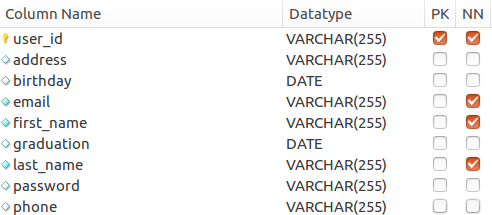 Column Name Datatype PK NN
user_id VARCHAR(255)
address VARCHAR(255)
birthday DATE
email VARCHAR(255)
first_name VARCHAR(255)
graduation DATE
last_name VARCHAR(255)
password VARCHAR(255)
phone VARCHAR(255)